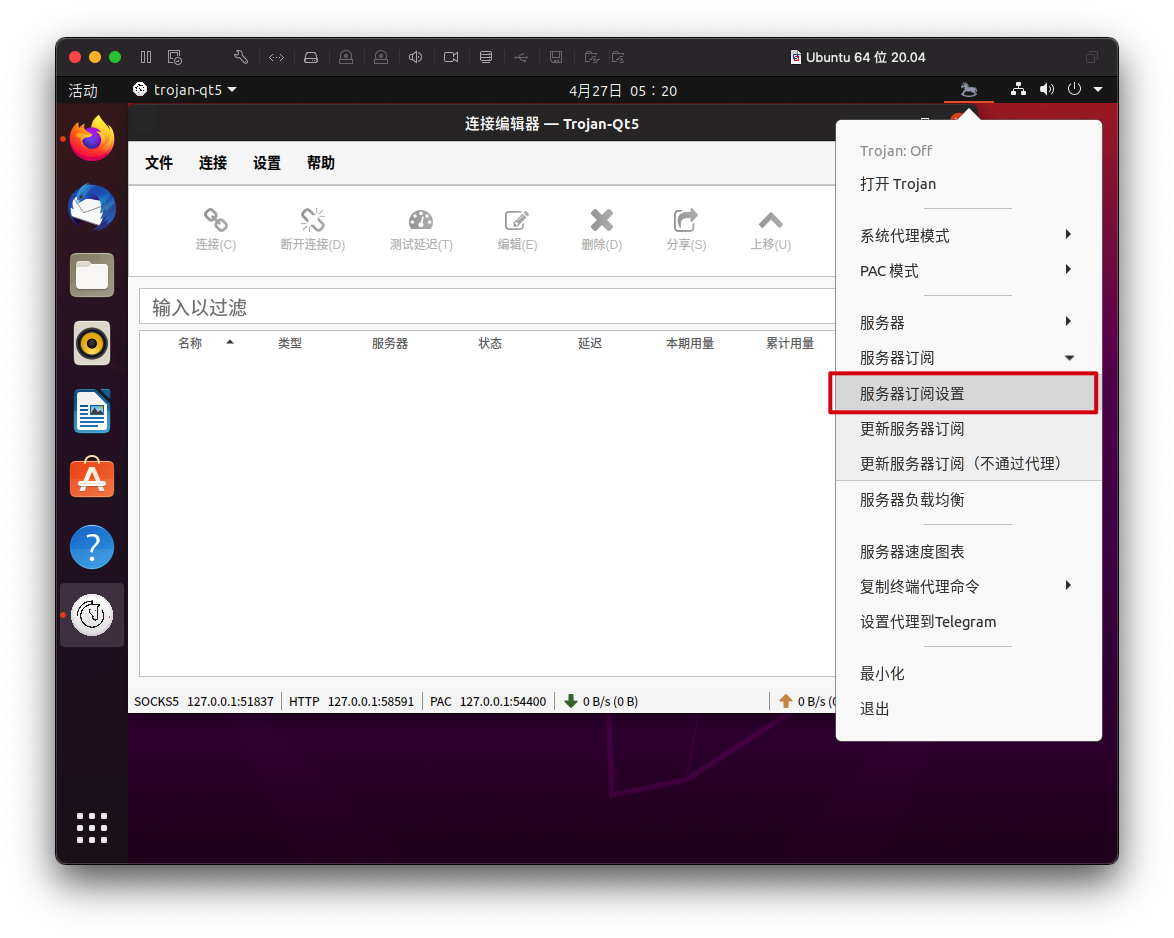 Ubuntu 64 位 20.04
活动
trojan-qt5
4月27日 05：20
连接编辑器 — Trojan-Qt5
文件 连接 设置 帮助
连接(C) 断开连接(D) 测试延迟(T) 编辑(E) 删除(D) 分享(S) 上移(U)
输入以过滤
名称 类型 服务器 状态 延迟 本期用量 累计用量
SOCKS5 127.0.0.1:51837 HTTP 127.0.0.1:58591 PAC 127.0.0.1:54400 0 B/s (0 B) 0 B/s (0
Trojan: Off
打开 Trojan
系统代理模式
PAC 模式
服务器
服务器订阅
服务器订阅设置
更新服务器订阅
更新服务器订阅（不通过代理）
服务器负载均衡
服务器速度图表
复制终端代理命令
设置代理到Telegram
最小化
退出